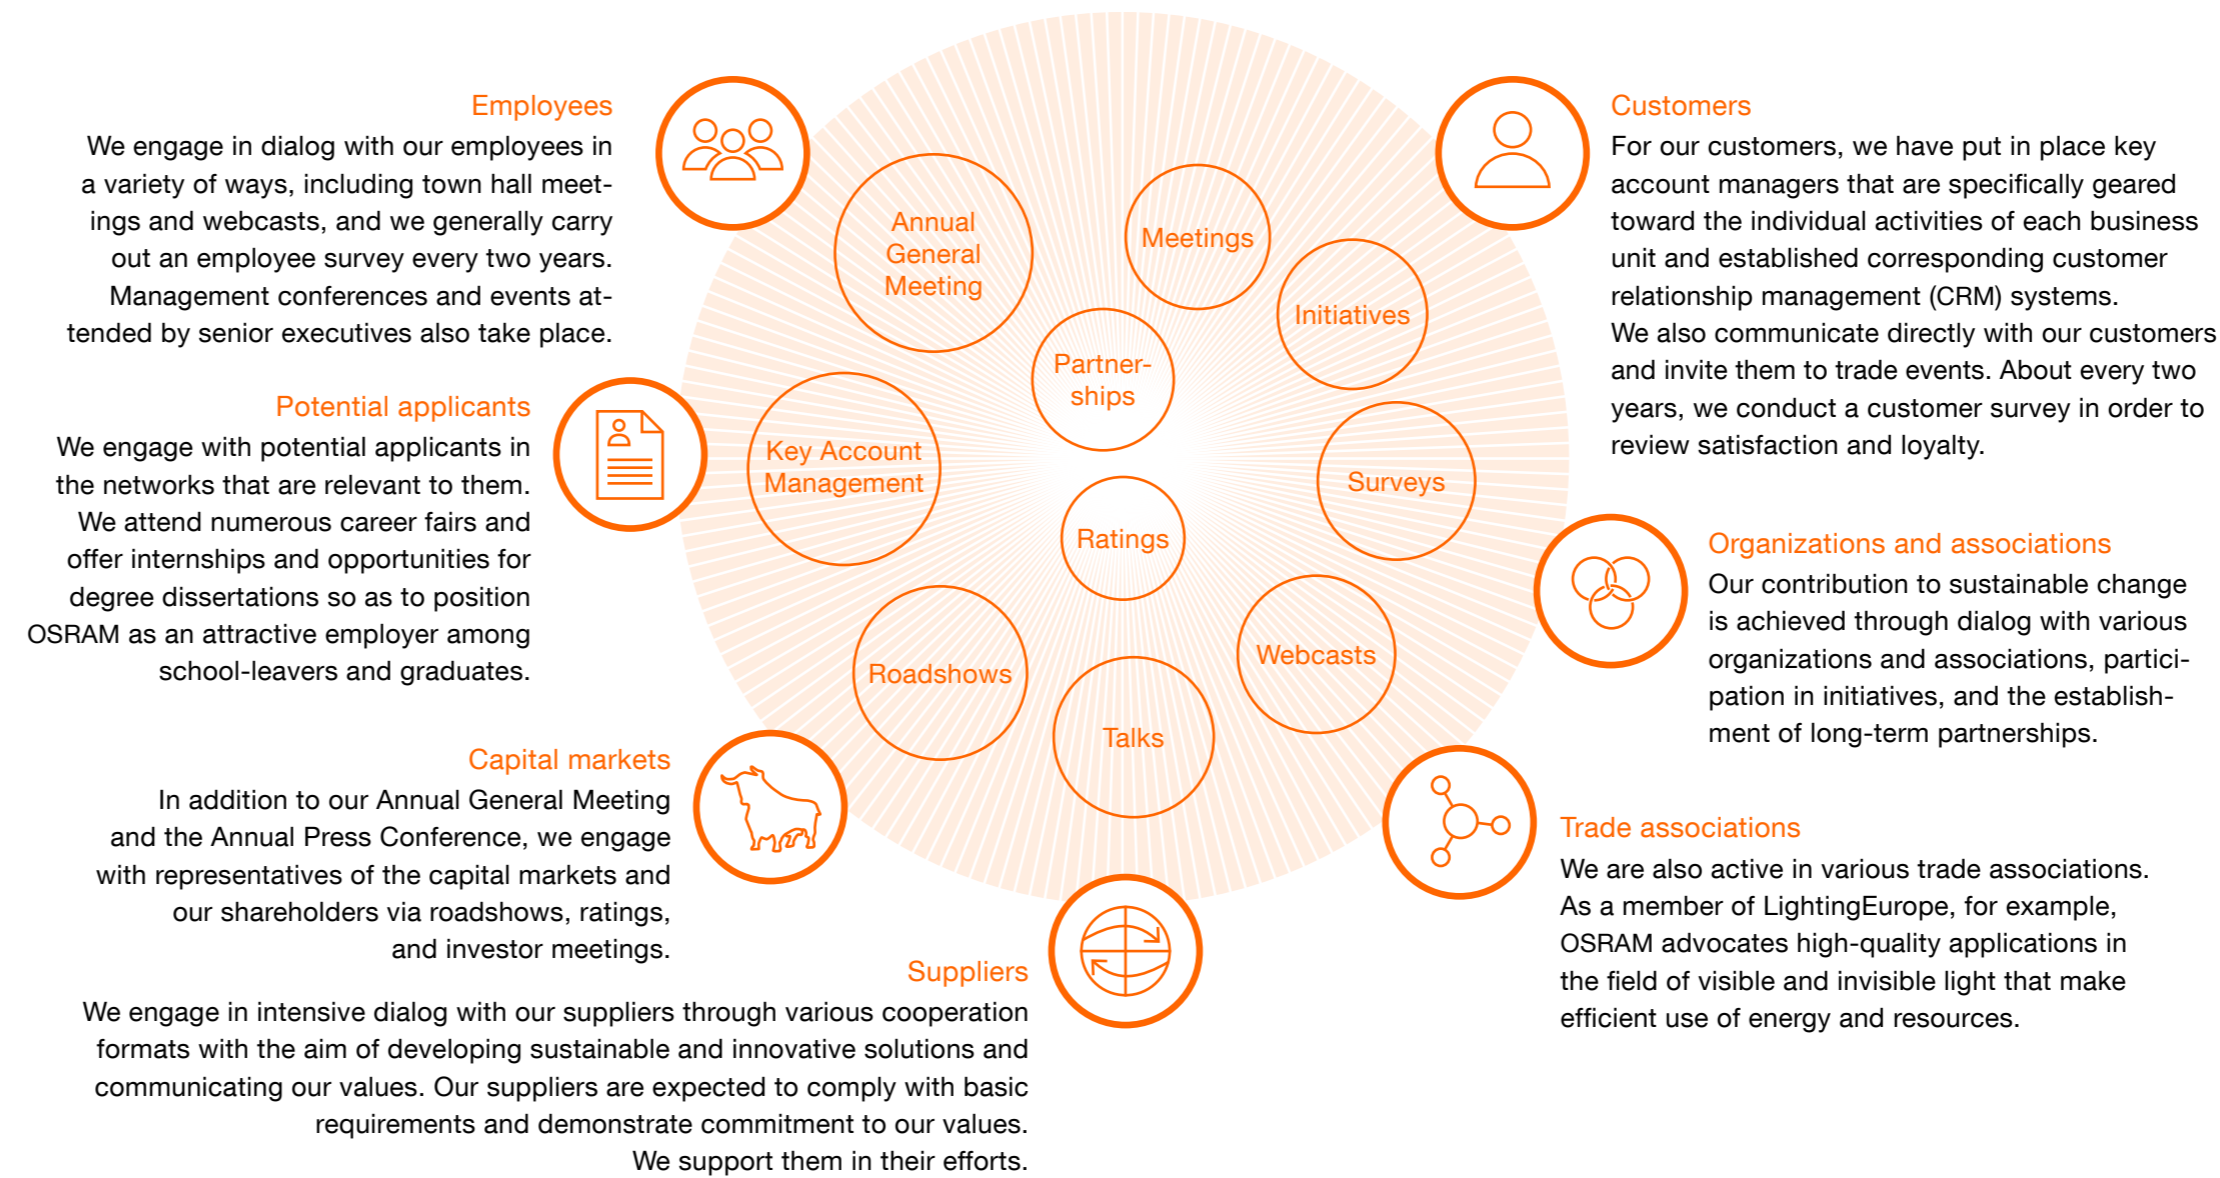 Employees
We engage in dialog with our employees in
a variety of ways, including town hall meet-
ings and webcasts, and we generally carry
out an employee survey every two years.
Management conferences and events at-
tended by senior executives also take place.
Potential applicants
We engage with potential applicants in
the networks that are relevant to them.
We attend numerous career fairs and
offer internships and opportunities for
degree dissertations so as to position
OSRAM as an attractive employer among
school-leavers and graduates.
Capital markets
In addition to our Annual General Meeting
and the Annual Press Conference, we engage
with representatives of the capital markets and
our shareholders via roadshows, ratings,
and investor meetings.
Suppliers
We engage in intensive dialog with our suppliers through various cooperation
formats with the aim of developing sustainable and innovative solutions and
communicating our values. Our suppliers are expected to comply with basic
requirements and demonstrate commitment to our values.
We support them in their efforts.
Annual
General
Meeting
Meetings
Initiatives
Partner-
ships
Key Account
Management
Surveys
Ratings
Webcasts
Roadshows
Talks
Customers
For our customers, we have put in place key
account managers that are specifically geared
toward the individual activities of each business
unit and established corresponding customer
relationship management (CRM) systems.
We also communicate directly with our customers
and invite them to trade events. About every two
years, we conduct a customer survey in order to
review satisfaction and loyalty.
Organizations and associations
Our contribution to sustainable change
is achieved through dialog with various
organizations and associations, partici-
pation in initiatives, and the establish-
ment of long-term partnerships.
Trade associations
We are also active in various trade associations.
As a member of LightingEurope, for example,
OSRAM advocates high-quality applications in
the field of visible and invisible light that make
efficient use of energy and resources.